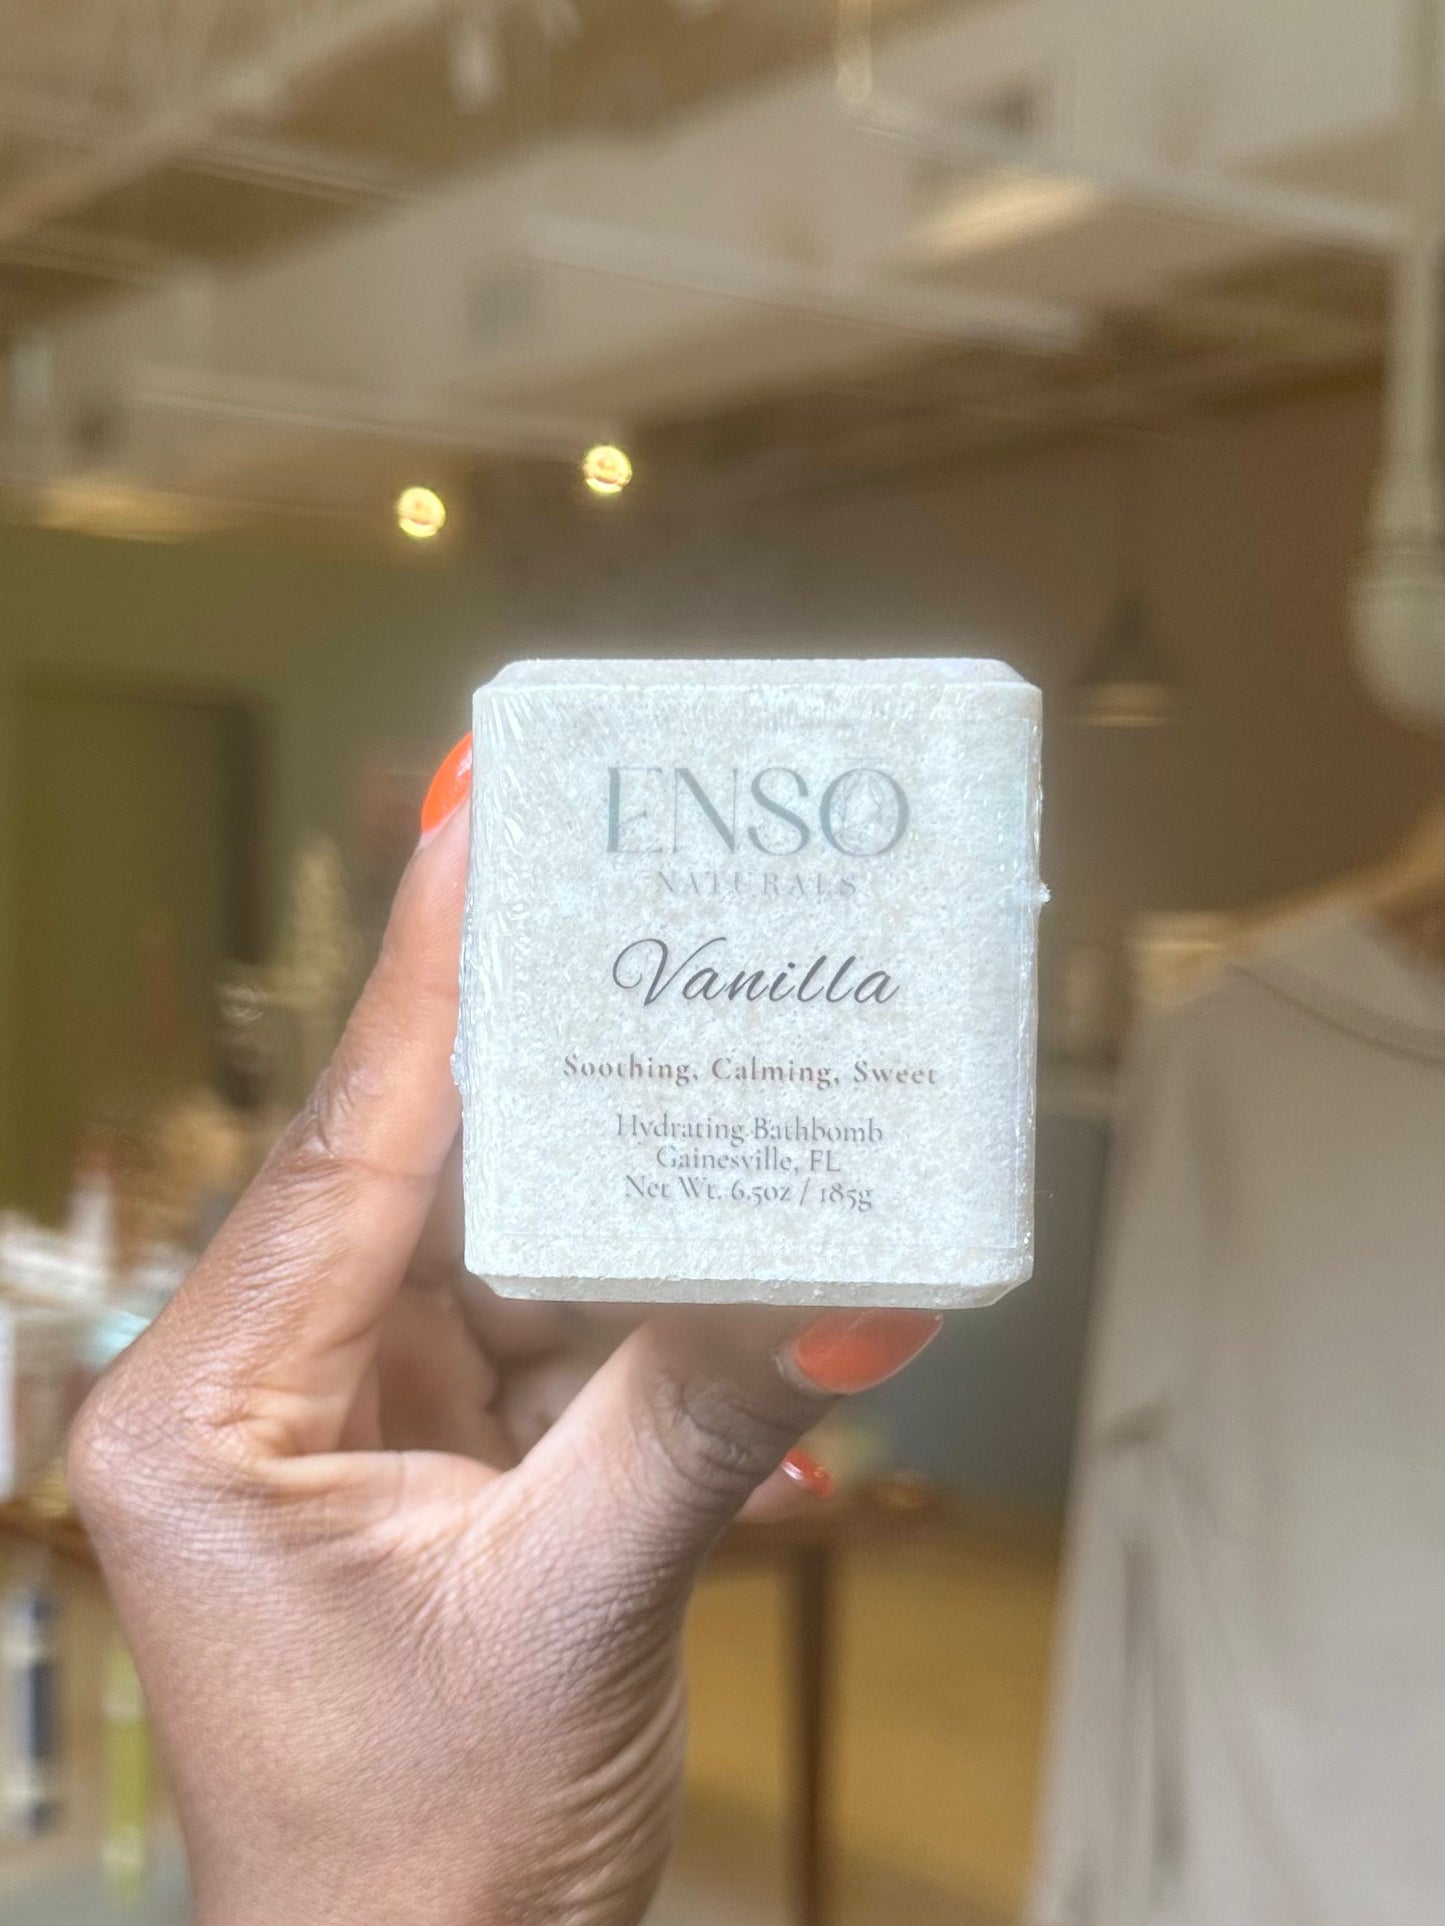 ENSO
NATURALS
Vanilla
Soothing, Calming, Sweet
Hydrating Bathbomb
Gainesville, FL
Net Wt. 6.5oz / 185g